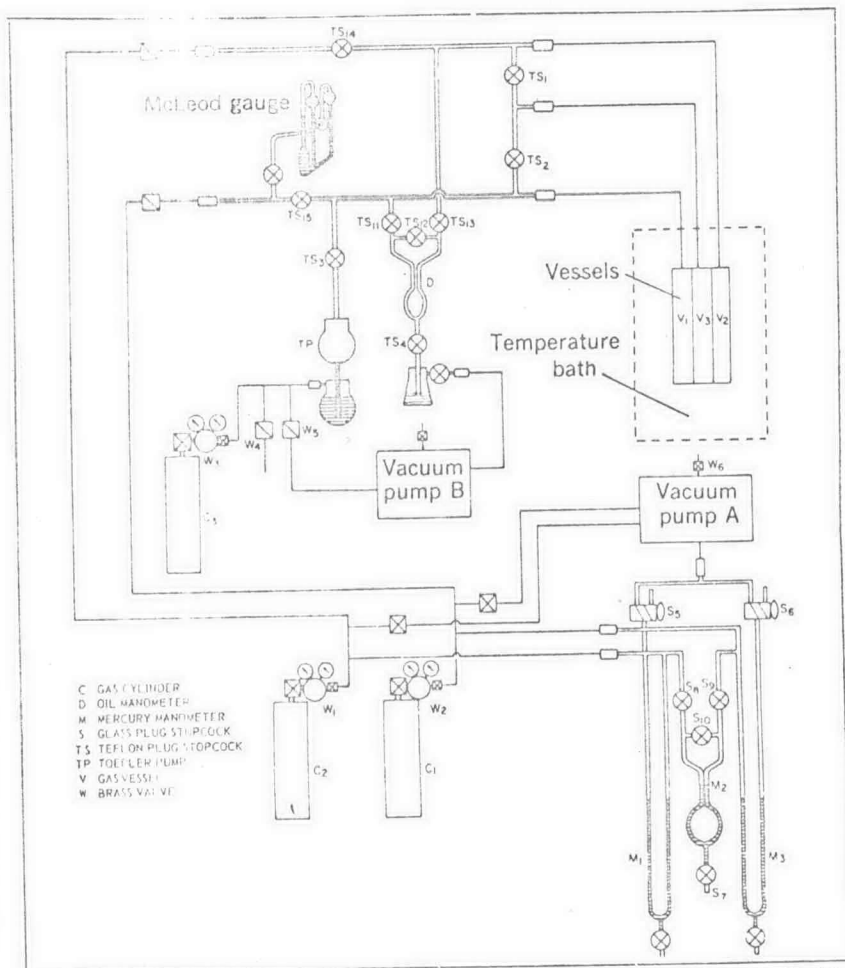 TS14
McLeod gauge
TS1
TS2
TS15
TS11
TS12
TS13
TS3
D
TS4
TP
Vessels
V1
V3
V2
Temperature
bath
W4
W5
Vacuum
pump B
W6
Vacuum
pump A
S5
S6
S8
S9
S10
W1
W2
C2
C1
M2
M1
M3
S7
C GAS CYLINDER
D OIL MANOMETER
M MERCURY MANOMETER
S GLASS PLUG STOPCOCK
TS TEFLON PLUG STOPCOCK
TP TOEPLER PUMP
V GAS VESSEL
W BRASS VALVE